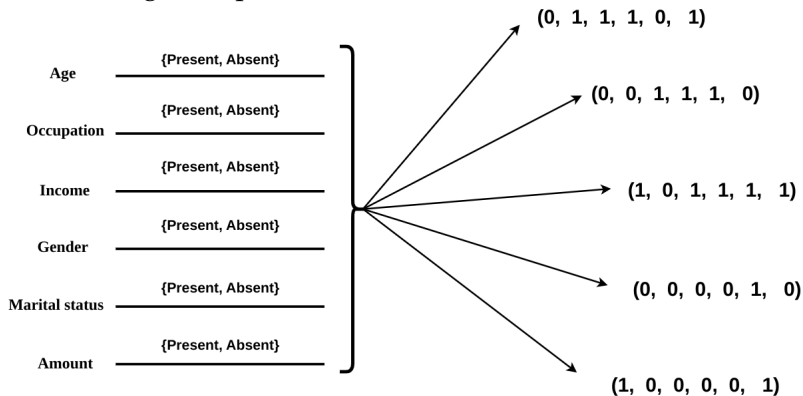 Age
{Present, Absent}
Occupation
{Present, Absent}
Income
{Present, Absent}
Gender
{Present, Absent}
Marital status
{Present, Absent}
Amount
{Present, Absent}
(0, 1, 1, 1, 0, 1)
(0, 0, 1, 1, 1, 0)
(1, 0, 1, 1, 1, 1)
(0, 0, 0, 0, 1, 0)
(1, 0, 0, 0, 0, 1)